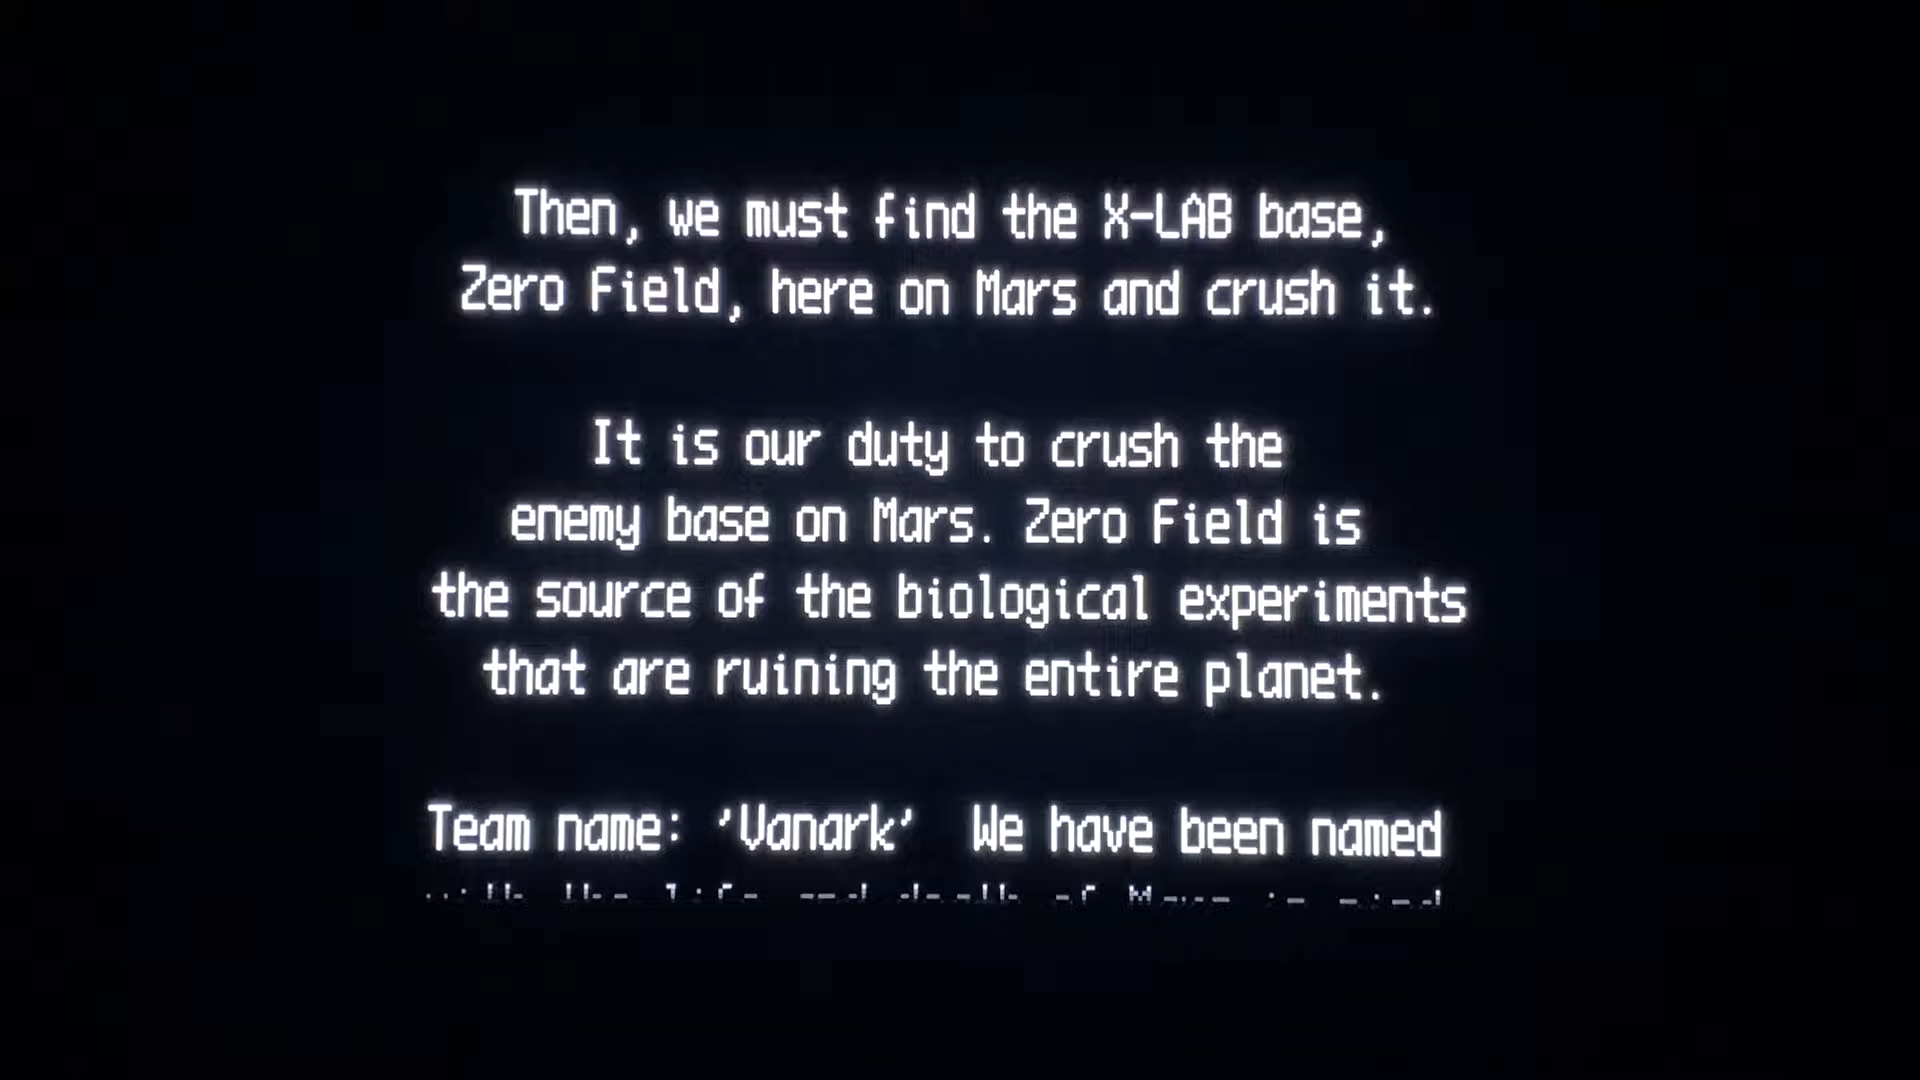 Then, we must find the X-LAB base,
Zero Field, here on Mars and crush it.
It is our duty to crush the
enemy base on Mars. Zero Field is
the source of the biological experiments
that are ruining the entire planet.
Team name: 'Vanark' We have been named